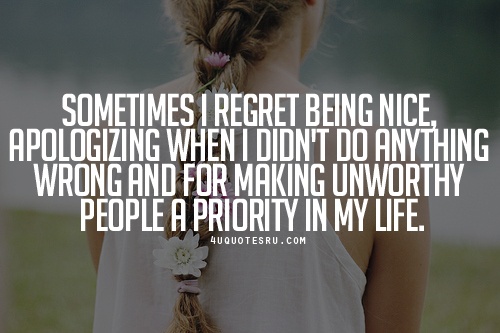 SOMETIMES I REGRET BEING NICE,
APOLOGIZING WHEN I DIDN'T DO ANYTHING
WRONG AND FOR MAKING UNWORTHY
PEOPLE A PRIORITY IN MY LIFE.
4UQUOTESRU.COM